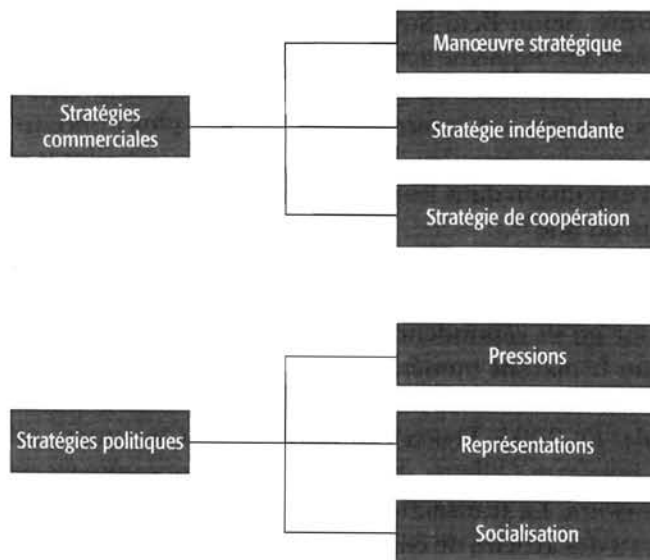 Manœuvre stratégique
Stratégies
commerciales
Stratégie indépendante
Stratégie de coopération
Pressions
Stratégies politiques
Représentations
Socialisation